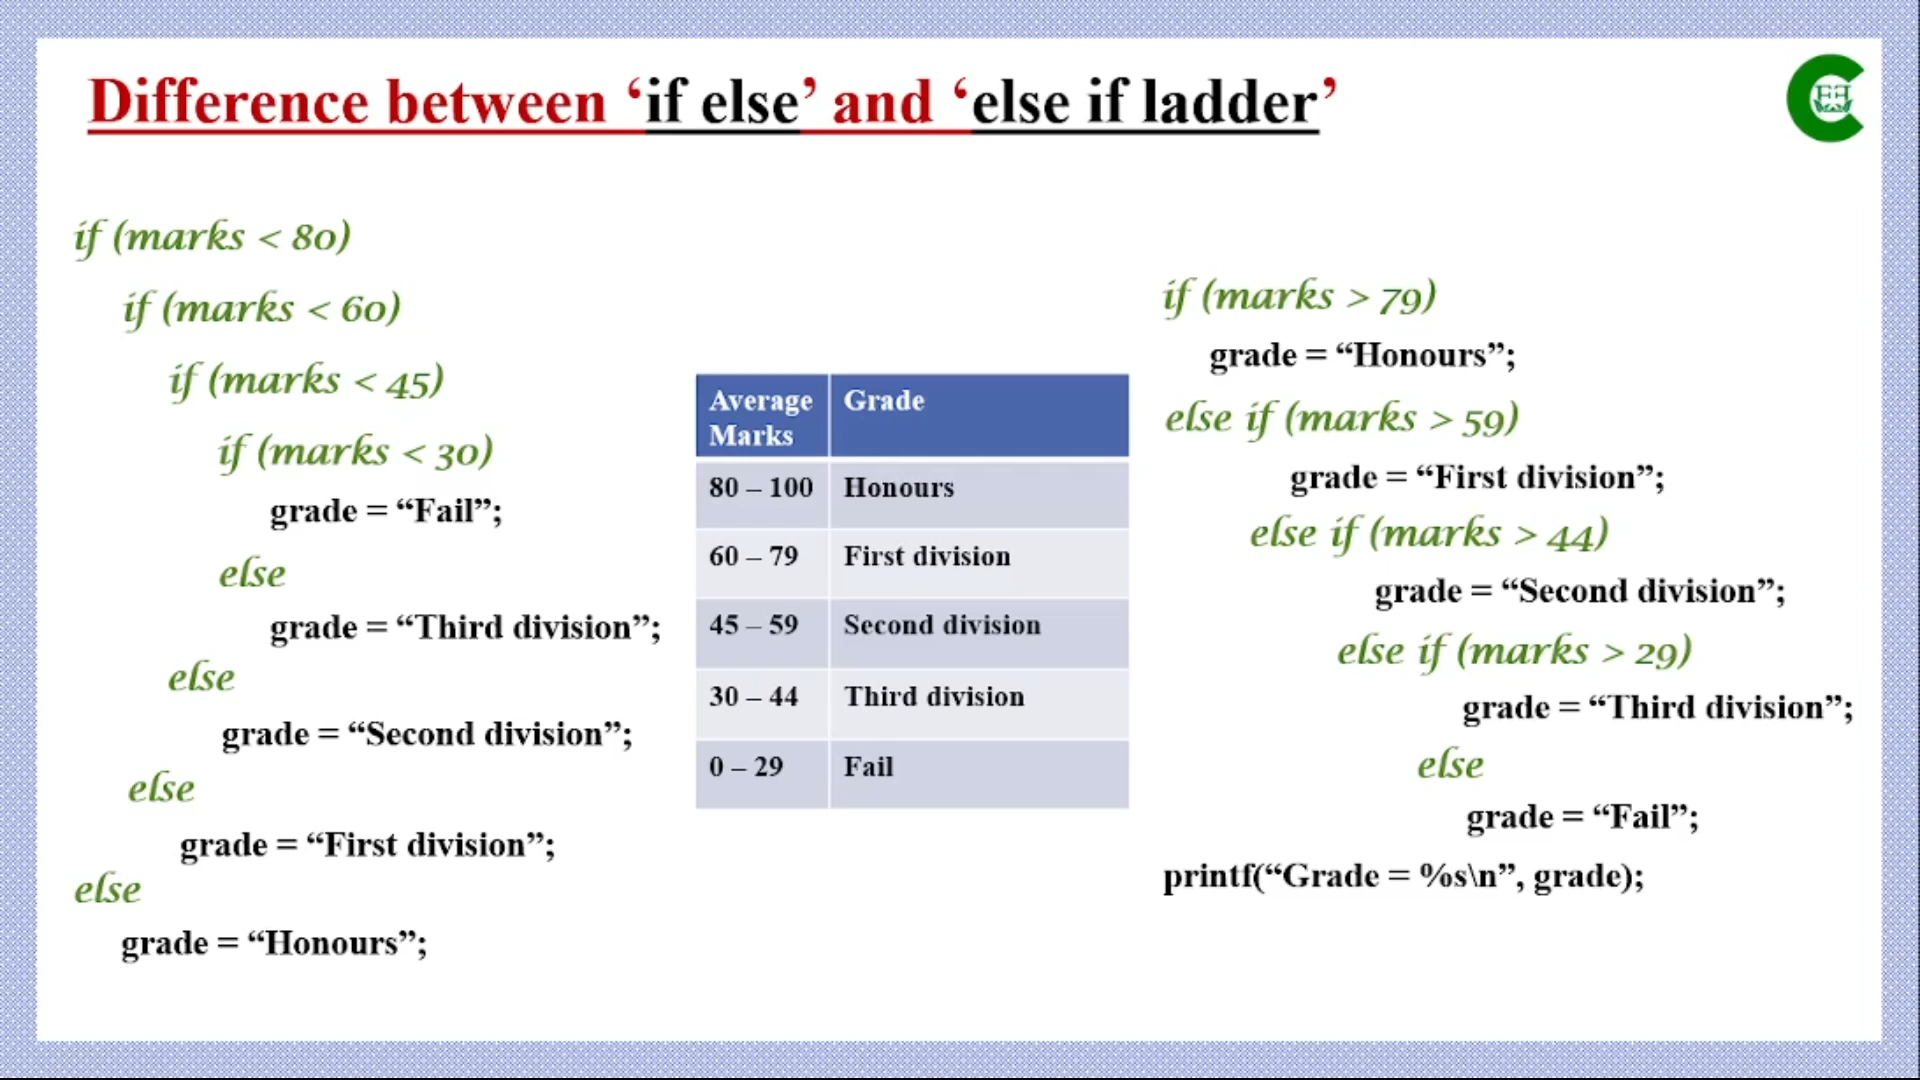 Difference between ‘if else’ and ‘else if ladder’
if (marks < 80)
if (marks < 60)
if (marks < 45)
if (marks < 30)
grade = “Fail”;
else
grade = “Third division”;
else
grade = “Second division”;
else
grade = “First division”;
else
grade = “Honours”;
Average Marks Grade
80 – 100 Honours
60 – 79 First division
45 – 59 Second division
30 – 44 Third division
0 – 29 Fail
if (marks > 79)
grade = “Honours”;
else if (marks > 59)
grade = “First division”;
else if (marks > 44)
grade = “Second division”;
else if (marks > 29)
grade = “Third division”;
else
grade = “Fail”;
printf(“Grade = %s\n”, grade);